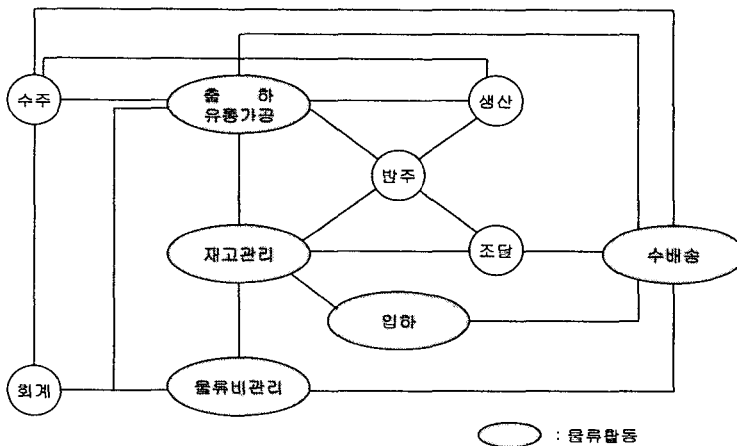 수주
출 하
유통가공
생산
반주
재고관리
조달
수배송
입하
회계
물류비관리
: 물류활동